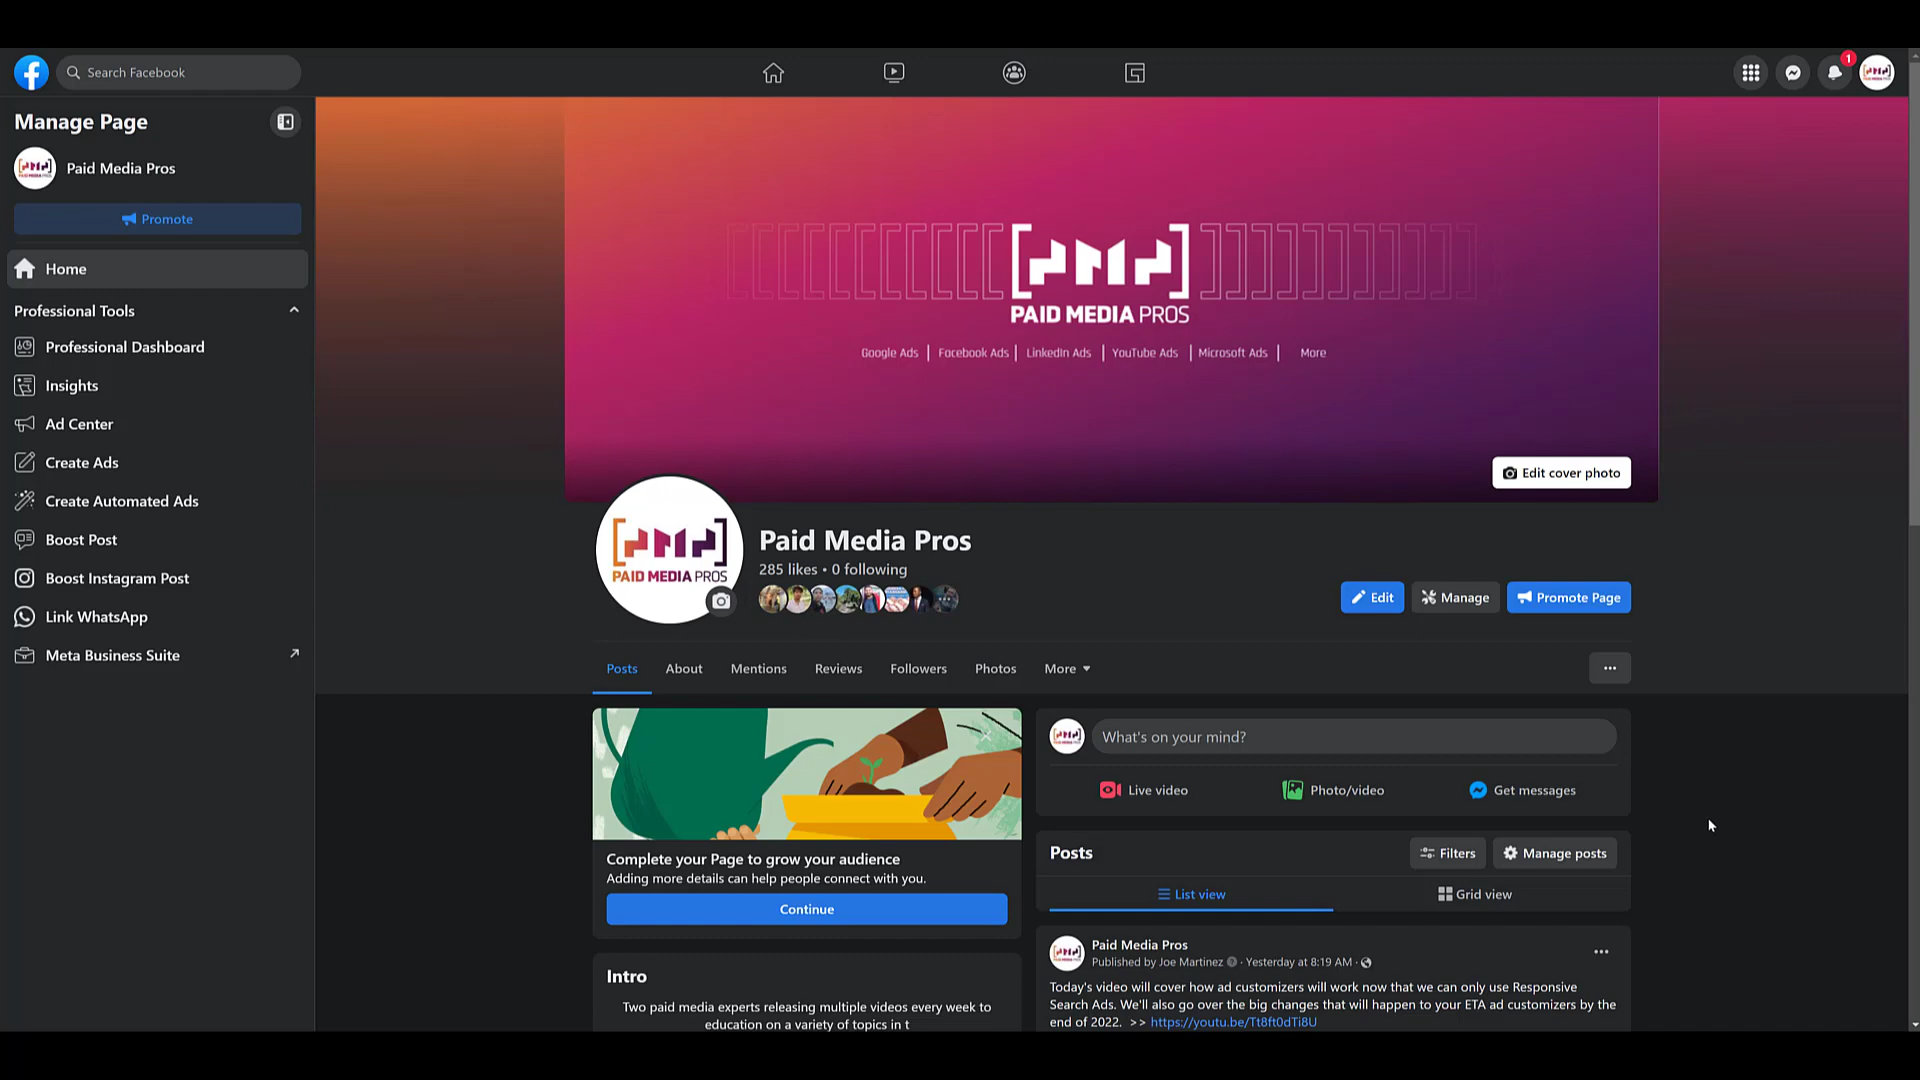 Search Facebook
1
Manage Page
Paid Media Pros
Promote
Home
Professional Tools
Professional Dashboard
Insights
Ad Center
Create Ads
Create Automated Ads
Boost Post
Boost Instagram Post
Link WhatsApp
Meta Business Suite
PAID MEDIA PROS
Google Ads | Facebook Ads | LinkedIn Ads | YouTube Ads | Microsoft Ads | More
Edit cover photo
PAID MEDIA PROS
Paid Media Pros
285 likes • 0 following
Edit
Manage
Promote Page
Posts
About
Mentions
Reviews
Followers
Photos
More
Complete your Page to grow your audience
Adding more details can help people connect with you.
Continue
Intro
Two paid media experts releasing multiple videos every week to
education on a variety of topics in t
What's on your mind?
Live video
Photo/video
Get messages
Posts
Filters
Manage posts
List view
Grid view
Paid Media Pros
Published by Joe Martinez · Yesterday at 8:19 AM ·
Today's video will cover how ad customizers will work now that we can only use Responsive
Search Ads. We'll also go over the big changes that will happen to your ETA ad customizers by the
end of 2022. >> https://youtu.be/Tt8ft0dTi8U